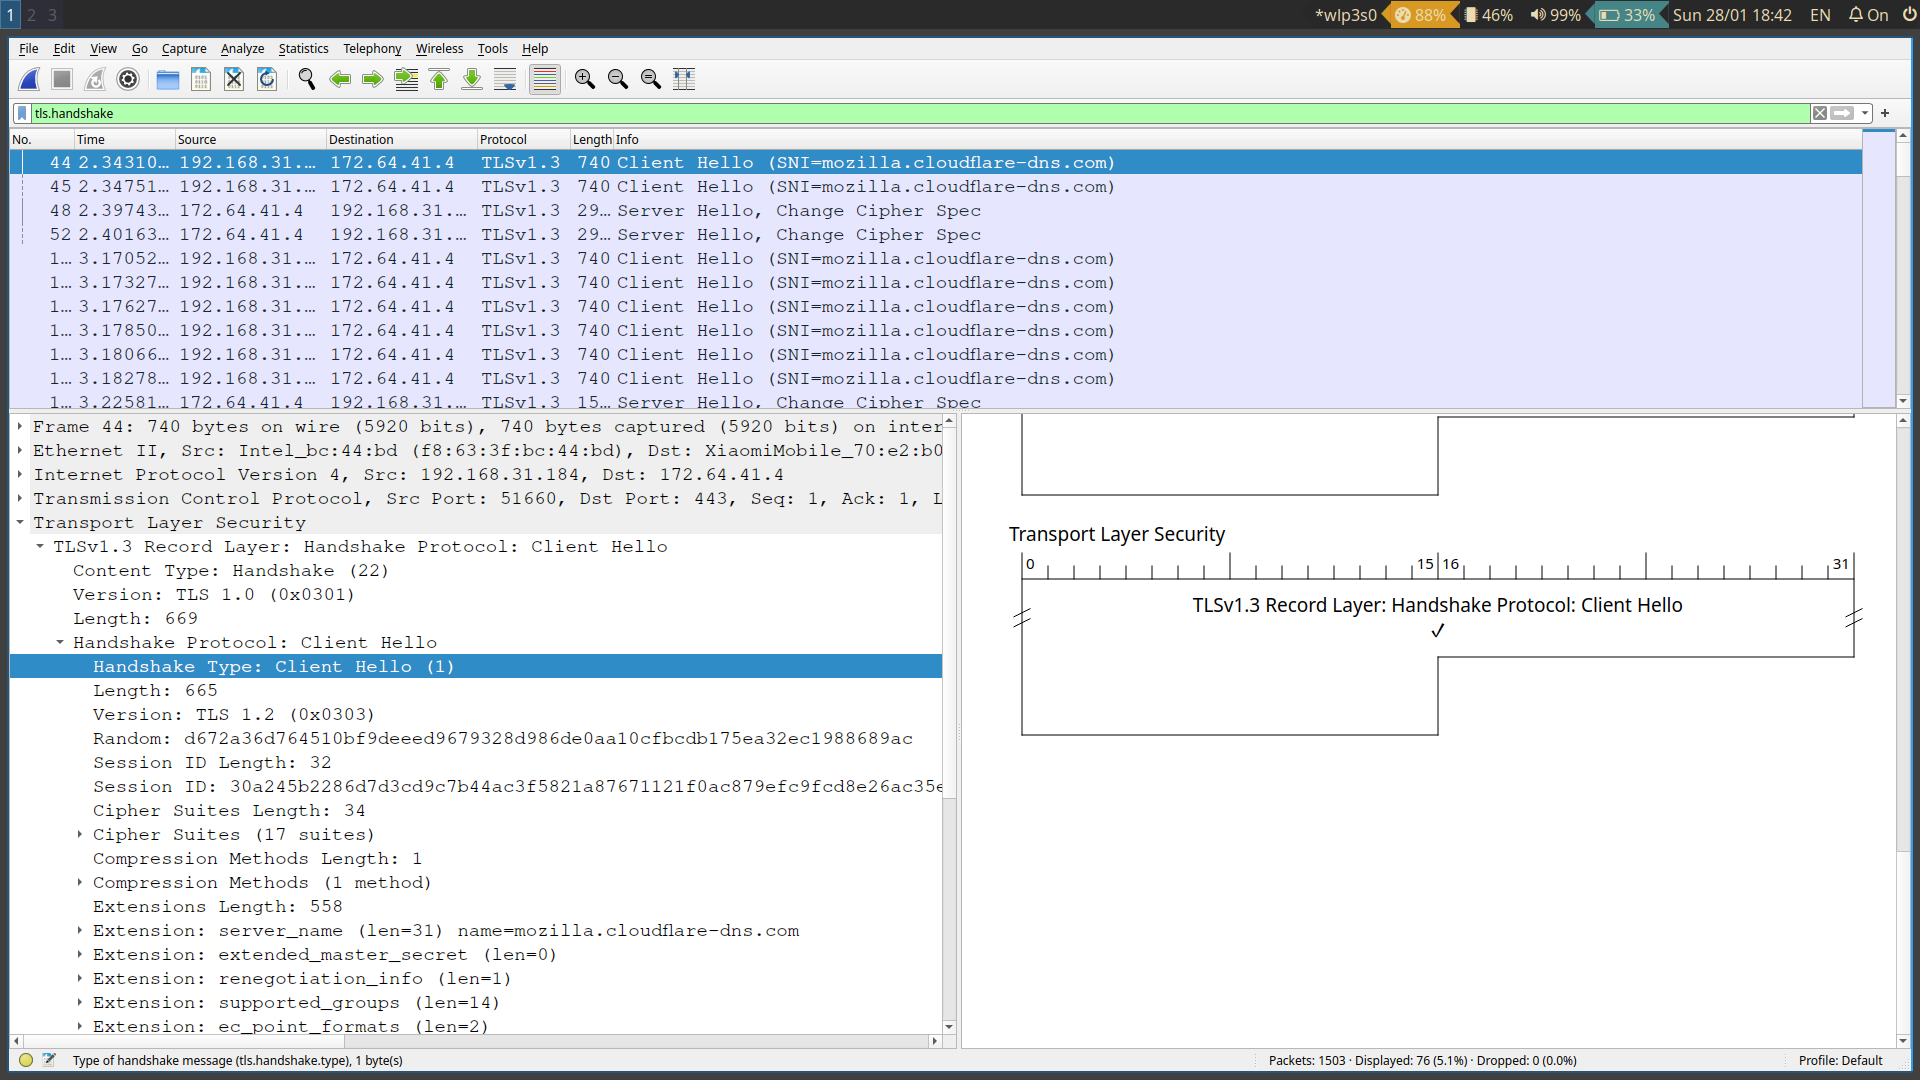 1 2 3 *wlp3s0 88% 46% 99% 33% Sun 28/01 18:42 EN On
File Edit View Go Capture Analyze Statistics Telephony Wireless Tools Help
tls.handshake
No. Time Source Destination Protocol Length Info
44 2.34310… 192.168.31.… 172.64.41.4 TLSv1.3 740 Client Hello (SNI=mozilla.cloudflare-dns.com)
45 2.34751… 192.168.31.… 172.64.41.4 TLSv1.3 740 Client Hello (SNI=mozilla.cloudflare-dns.com)
48 2.39743… 172.64.41.4 192.168.31.… TLSv1.3 29… Server Hello, Change Cipher Spec
52 2.40163… 172.64.41.4 192.168.31.… TLSv1.3 29… Server Hello, Change Cipher Spec
1… 3.17052… 192.168.31.… 172.64.41.4 TLSv1.3 740 Client Hello (SNI=mozilla.cloudflare-dns.com)
1… 3.17327… 192.168.31.… 172.64.41.4 TLSv1.3 740 Client Hello (SNI=mozilla.cloudflare-dns.com)
1… 3.17627… 192.168.31.… 172.64.41.4 TLSv1.3 740 Client Hello (SNI=mozilla.cloudflare-dns.com)
1… 3.17850… 192.168.31.… 172.64.41.4 TLSv1.3 740 Client Hello (SNI=mozilla.cloudflare-dns.com)
1… 3.18066… 192.168.31.… 172.64.41.4 TLSv1.3 740 Client Hello (SNI=mozilla.cloudflare-dns.com)
1… 3.18278… 192.168.31.… 172.64.41.4 TLSv1.3 740 Client Hello (SNI=mozilla.cloudflare-dns.com)
1… 3.22581… 172.64.41.4 192.168.31.… TLSv1.3 15… Server Hello, Change Cipher Spec
Frame 44: 740 bytes on wire (5920 bits), 740 bytes captured (5920 bits) on inter
Ethernet II, Src: Intel_bc:44:bd (f8:63:3f:bc:44:bd), Dst: XiaomiMobile_70:e2:b0
Internet Protocol Version 4, Src: 192.168.31.184, Dst: 172.64.41.4
Transmission Control Protocol, Src Port: 51660, Dst Port: 443, Seq: 1, Ack: 1, L
Transport Layer Security
TLSv1.3 Record Layer: Handshake Protocol: Client Hello
Content Type: Handshake (22)
Version: TLS 1.0 (0x0301)
Length: 669
Handshake Protocol: Client Hello
Handshake Type: Client Hello (1)
Length: 665
Version: TLS 1.2 (0x0303)
Random: d672a36d764510bf9deeed9679328d986de0aa10cfbcdb175ea32ec1988689ac
Session ID Length: 32
Session ID: 30a245b2286d7d3cd9c7b44ac3f5821a87671121f0ac879efc9fcd8e26ac35e
Cipher Suites Length: 34
Cipher Suites (17 suites)
Compression Methods Length: 1
Compression Methods (1 method)
Extensions Length: 558
Extension: server_name (len=31) name=mozilla.cloudflare-dns.com
Extension: extended_master_secret (len=0)
Extension: renegotiation_info (len=1)
Extension: supported_groups (len=14)
Extension: ec_point_formats (len=2)
Transport Layer Security
0 15 16 31
TLSv1.3 Record Layer: Handshake Protocol: Client Hello
✓
Type of handshake message (tls.handshake.type), 1 byte(s) Packets: 1503 · Displayed: 76 (5.1%) · Dropped: 0 (0.0%) Profile: Default